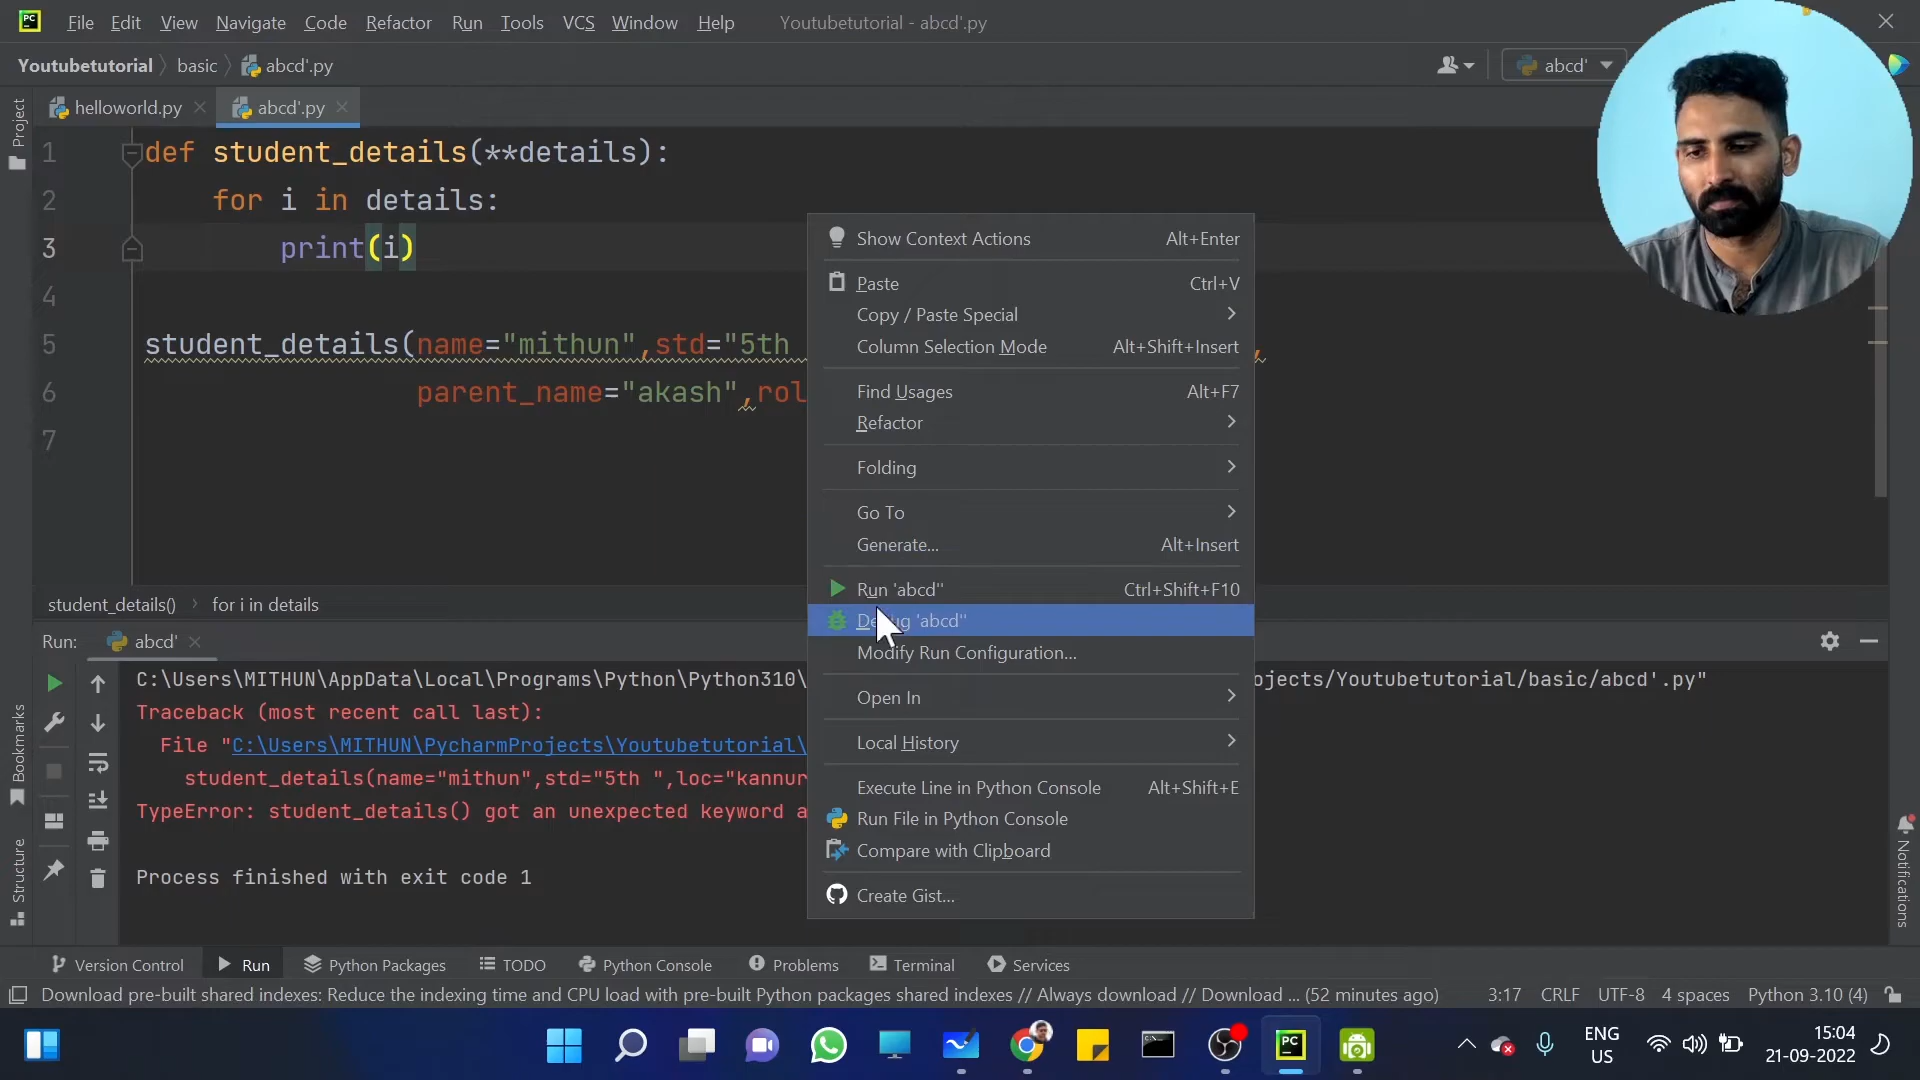 PC File Edit View Navigate Code Refactor Run Tools VCS Window Help Youtubetutorial - abcd'.py
Youtubetutorial basic abcd'.py abcd'
Project
helloworld.py abcd'.py
1 def student_details(**details):
2 for i in details:
3 print(i)
4
5 student_details(name="mithun",std="5th ,
6 parent_name="akash",rol
7
Show Context Actions Alt+Enter
Paste Ctrl+V
Copy / Paste Special
Column Selection Mode Alt+Shift+Insert
Find Usages Alt+F7
Refactor
Folding
Go To
Generate... Alt+Insert
Run 'abcd'' Ctrl+Shift+F10
Debug 'abcd''
Modify Run Configuration...
Open In
Local History
Execute Line in Python Console Alt+Shift+E
Run File in Python Console
Compare with Clipboard
Create Gist...
student_details() for i in details
Run: abcd'
C:\Users\MITHUN\AppData\Local\Programs\Python\Python310\ ojects/Youtubetutorial/basic/abcd'.py"
Traceback (most recent call last):
File "C:\Users\MITHUN\PycharmProjects\Youtubetutorial\
student_details(name="mithun",std="5th ",loc="kannur
TypeError: student_details() got an unexpected keyword a
Process finished with exit code 1
Bookmarks
Structure
Notifications
Version Control Run Python Packages TODO Python Console Problems Terminal Services
Download pre-built shared indexes: Reduce the indexing time and CPU load with pre-built Python packages shared indexes // Always download // Download ... (52 minutes ago) 3:17 CRLF UTF-8 4 spaces Python 3.10 (4)
PC
ENG
US
15:04
21-09-2022